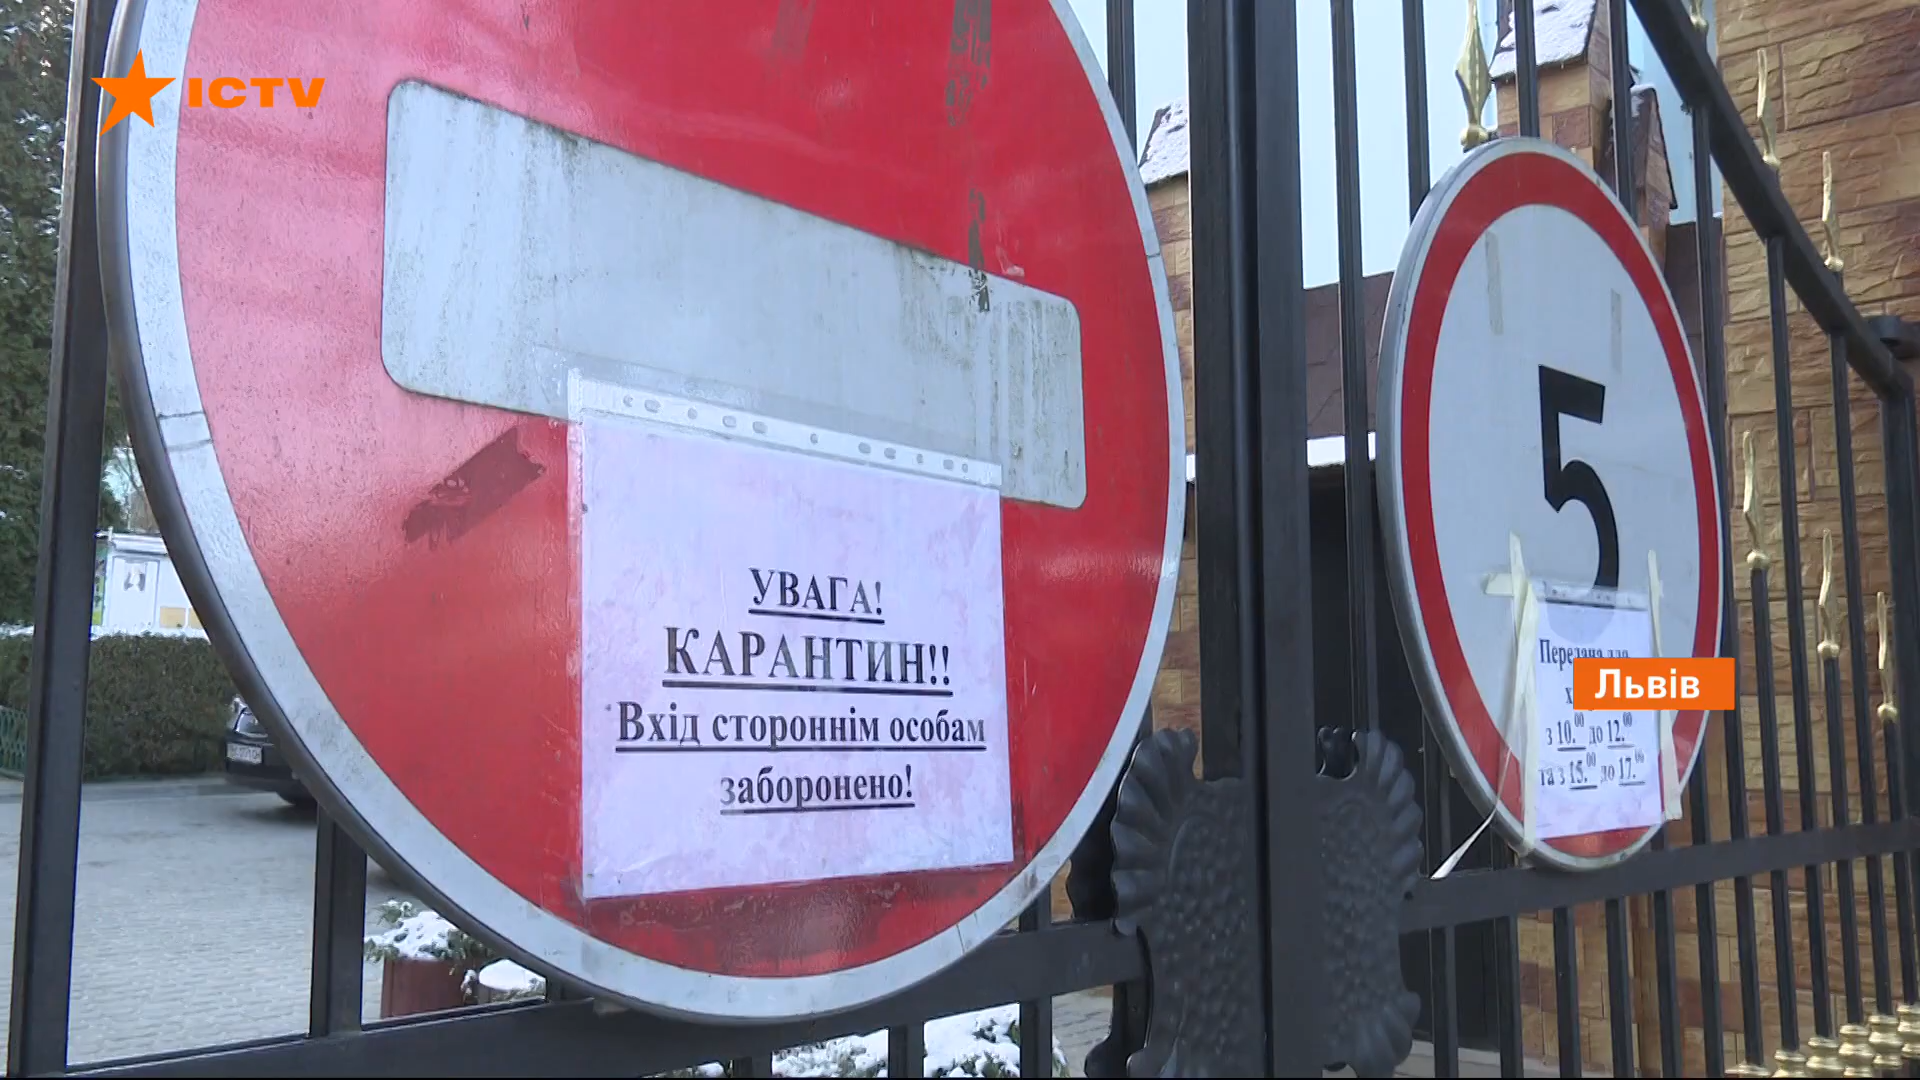 ICTV
УВАГА!
КАРАНТИН!!
Вхід стороннім особам
заборонено!
5
Передача для
з 10.00 до 12.00
та з 15.00 до 17.00
Львів